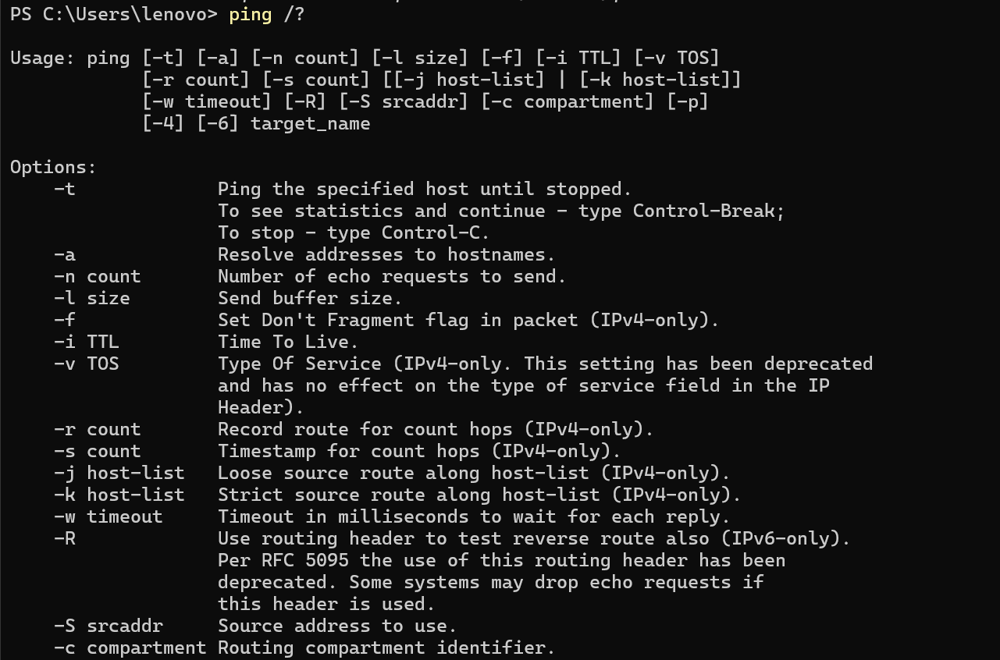 PS C:\Users\lenovo> ping /?
Usage: ping [-t] [-a] [-n count] [-l size] [-f] [-i TTL] [-v TOS]
            [-r count] [-s count] [[-j host-list] | [-k host-list]]
            [-w timeout] [-R] [-S srcaddr] [-c compartment] [-p]
            [-4] [-6] target_name
Options:
    -t             Ping the specified host until stopped.
                   To see statistics and continue - type Control-Break;
                   To stop - type Control-C.
    -a             Resolve addresses to hostnames.
    -n count       Number of echo requests to send.
    -l size        Send buffer size.
    -f             Set Don't Fragment flag in packet (IPv4-only).
    -i TTL         Time To Live.
    -v TOS         Type Of Service (IPv4-only. This setting has been deprecated
                   and has no effect on the type of service field in the IP
                   Header).
    -r count       Record route for count hops (IPv4-only).
    -s count       Timestamp for count hops (IPv4-only).
    -j host-list   Loose source route along host-list (IPv4-only).
    -k host-list   Strict source route along host-list (IPv4-only).
    -w timeout     Timeout in milliseconds to wait for each reply.
    -R             Use routing header to test reverse route also (IPv6-only).
                   Per RFC 5095 the use of this routing header has been
                   deprecated. Some systems may drop echo requests if
                   this header is used.
    -S srcaddr     Source address to use.
    -c compartment Routing compartment identifier.